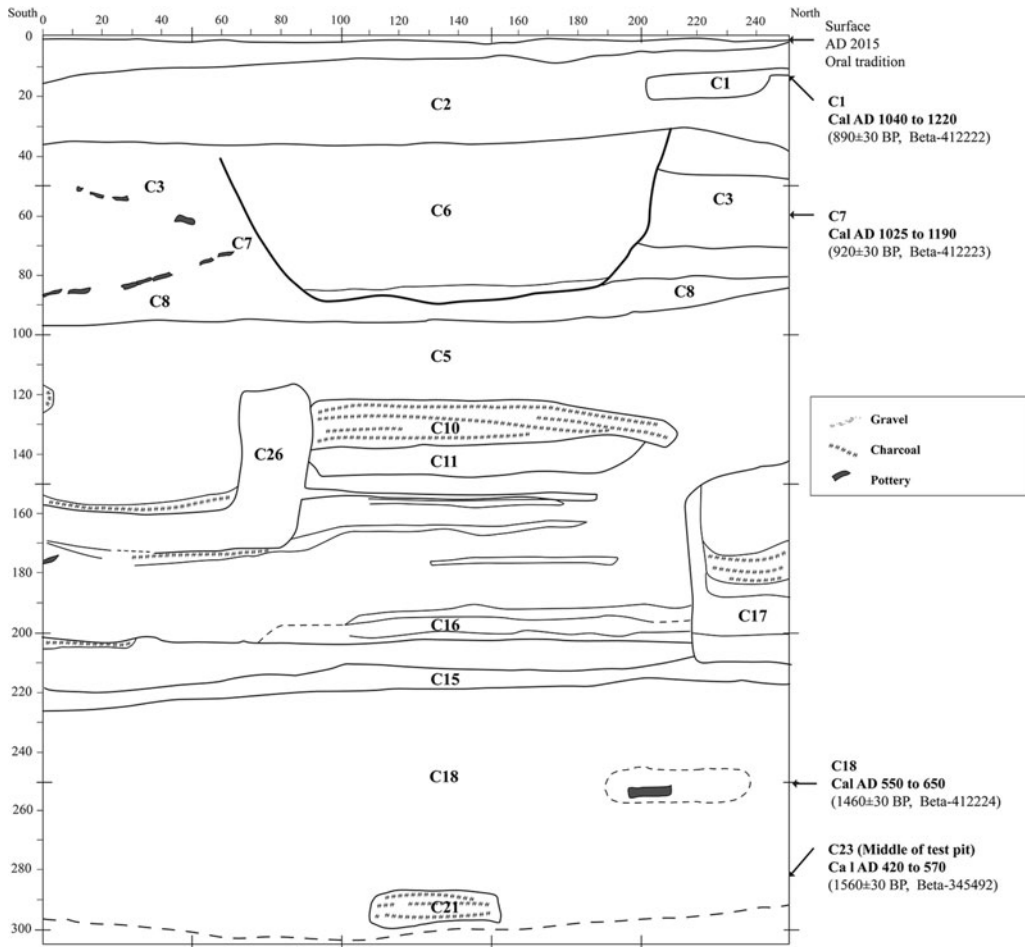 South
0 20 40 60 80 100 120 140 160 180 200 220 240
North
0
20
40
60
80
100
120
140
160
180
200
220
240
260
280
300
C1
C2
C3
C3
C6
C7
C8
C8
C5
C10
C11
C26
C16
C17
C15
C18
C21
Surface
AD 2015
Oral tradition
C1
Cal AD 1040 to 1220
(890±30 BP, Beta-412222)
C7
Cal AD 1025 to 1190
(920±30 BP, Beta-412223)
Gravel
Charcoal
Pottery
C18
Cal AD 550 to 650
(1460±30 BP, Beta-412224)
C23 (Middle of test pit)
Ca l AD 420 to 570
(1560±30 BP, Beta-345492)